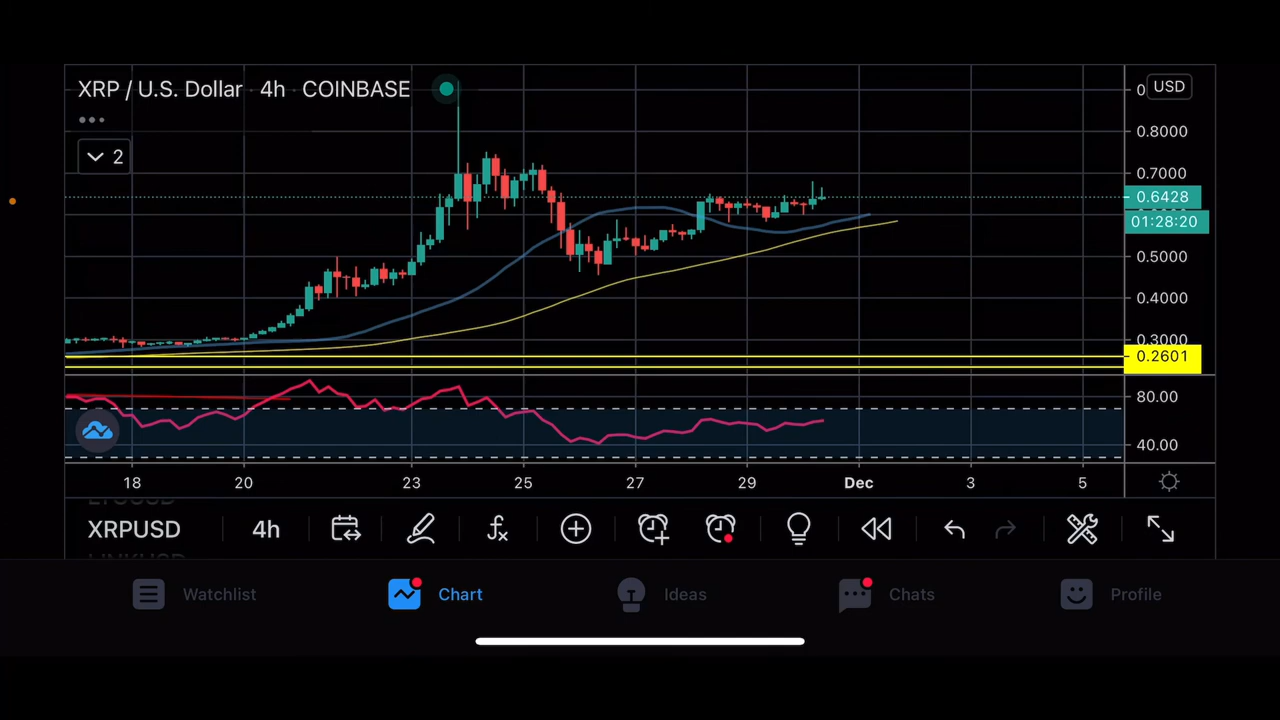 XRP / U.S. Dollar 4h COINBASE
USD
2
0.8000
0.7000
0.6428
01:28:20
0.5000
0.4000
0.3000
0.2601
80.00
40.00
18 20 23 25 27 29 Dec 3 5
XRPUSD 4h
Watchlist Chart Ideas Chats Profile